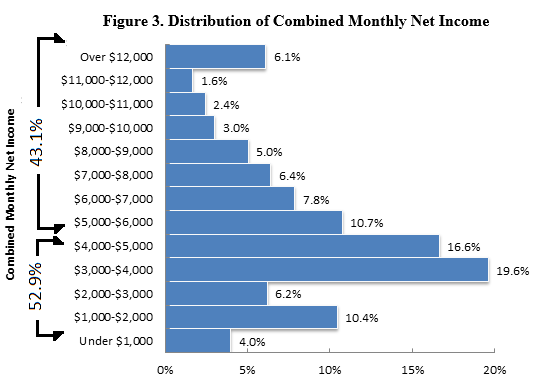 Figure 3. Distribution of Combined Monthly Net Income
Combined Monthly Net Income
43.1%
52.9%
Over $12,000 6.1%
$11,000-$12,000 1.6%
$10,000-$11,000 2.4%
$9,000-$10,000 3.0%
$8,000-$9,000 5.0%
$7,000-$8,000 6.4%
$6,000-$7,000 7.8%
$5,000-$6,000 10.7%
$4,000-$5,000 16.6%
$3,000-$4,000 19.6%
$2,000-$3,000 6.2%
$1,000-$2,000 10.4%
Under $1,000 4.0%
0% 5% 10% 15% 20%